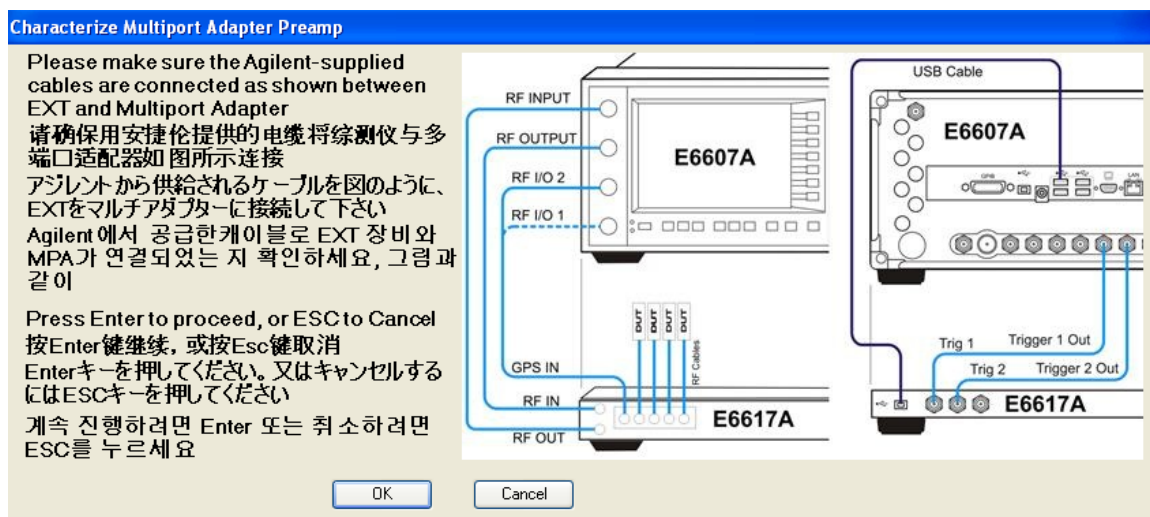 Characterize Multiport Adapter Preamp
Please make sure the Agilent-supplied
cables are connected as shown between
EXT and Multiport Adapter
请确保用安捷伦提供的电缆将综测仪与多
端口适配器如图所示连接
アジレントから供給されるケーブルを図のように、
EXTをマルチアダプターに接続して下さい
Agilent에서 공급한케이블로 EXT 장비와
MPA가 연결되었는 지 확인하세요, 그림과
같이
Press Enter to proceed, or ESC to Cancel
按Enter键继续，或按Esc键取消
Enterキーを押してください。又はキャンセルする
にはESCキーを押してください
계속 진행하려면 Enter 또는 취소하려면
ESC를 누르세요
RF INPUT
RF OUTPUT
RF I/O 2
RF I/O 1
E6607A
DUT
DUT
DUT
DUT
RF Cables
GPS IN
RF IN
RF OUT
E6617A
USB Cable
E6607A
GPIB
LAN
Trig 1
Trigger 1 Out
Trig 2
Trigger 2 Out
E6617A
OK
Cancel